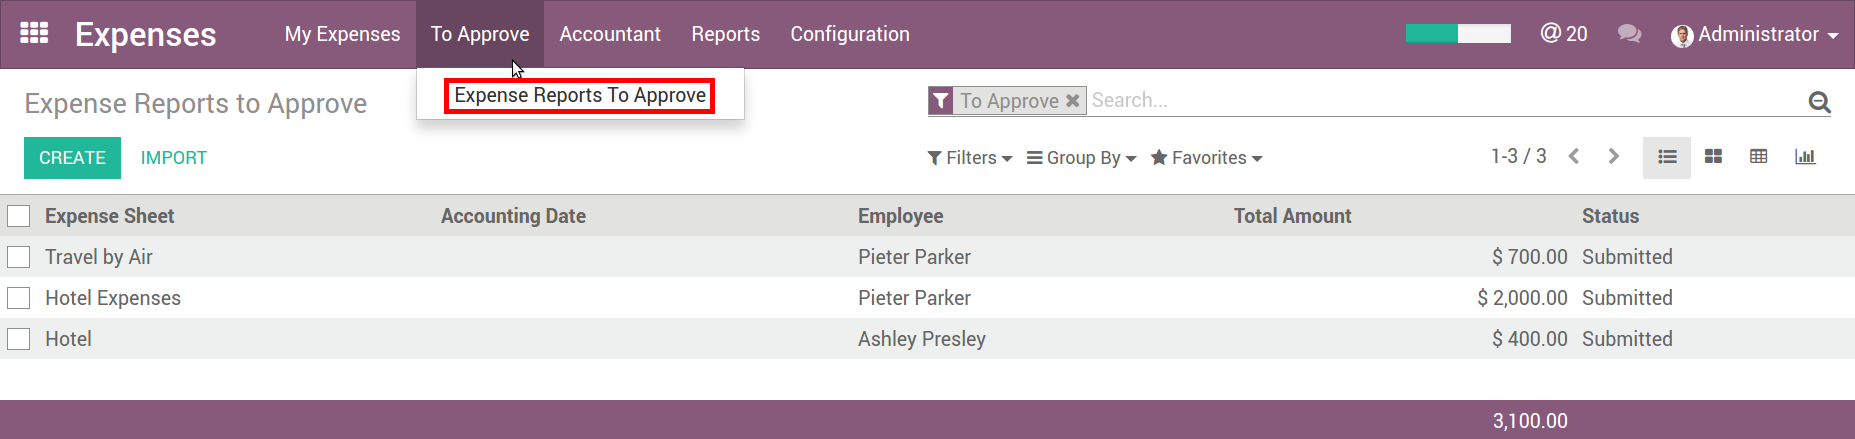 Expenses My Expenses To Approve Accountant Reports Configuration @ 20 Administrator
Expense Reports To Approve
Expense Reports to Approve To Approve Search...
CREATE IMPORT Filters Group By Favorites 1-3 / 3
Expense Sheet Accounting Date Employee Total Amount Status
Travel by Air Pieter Parker $ 700.00 Submitted
Hotel Expenses Pieter Parker $ 2,000.00 Submitted
Hotel Ashley Presley $ 400.00 Submitted
3,100.00